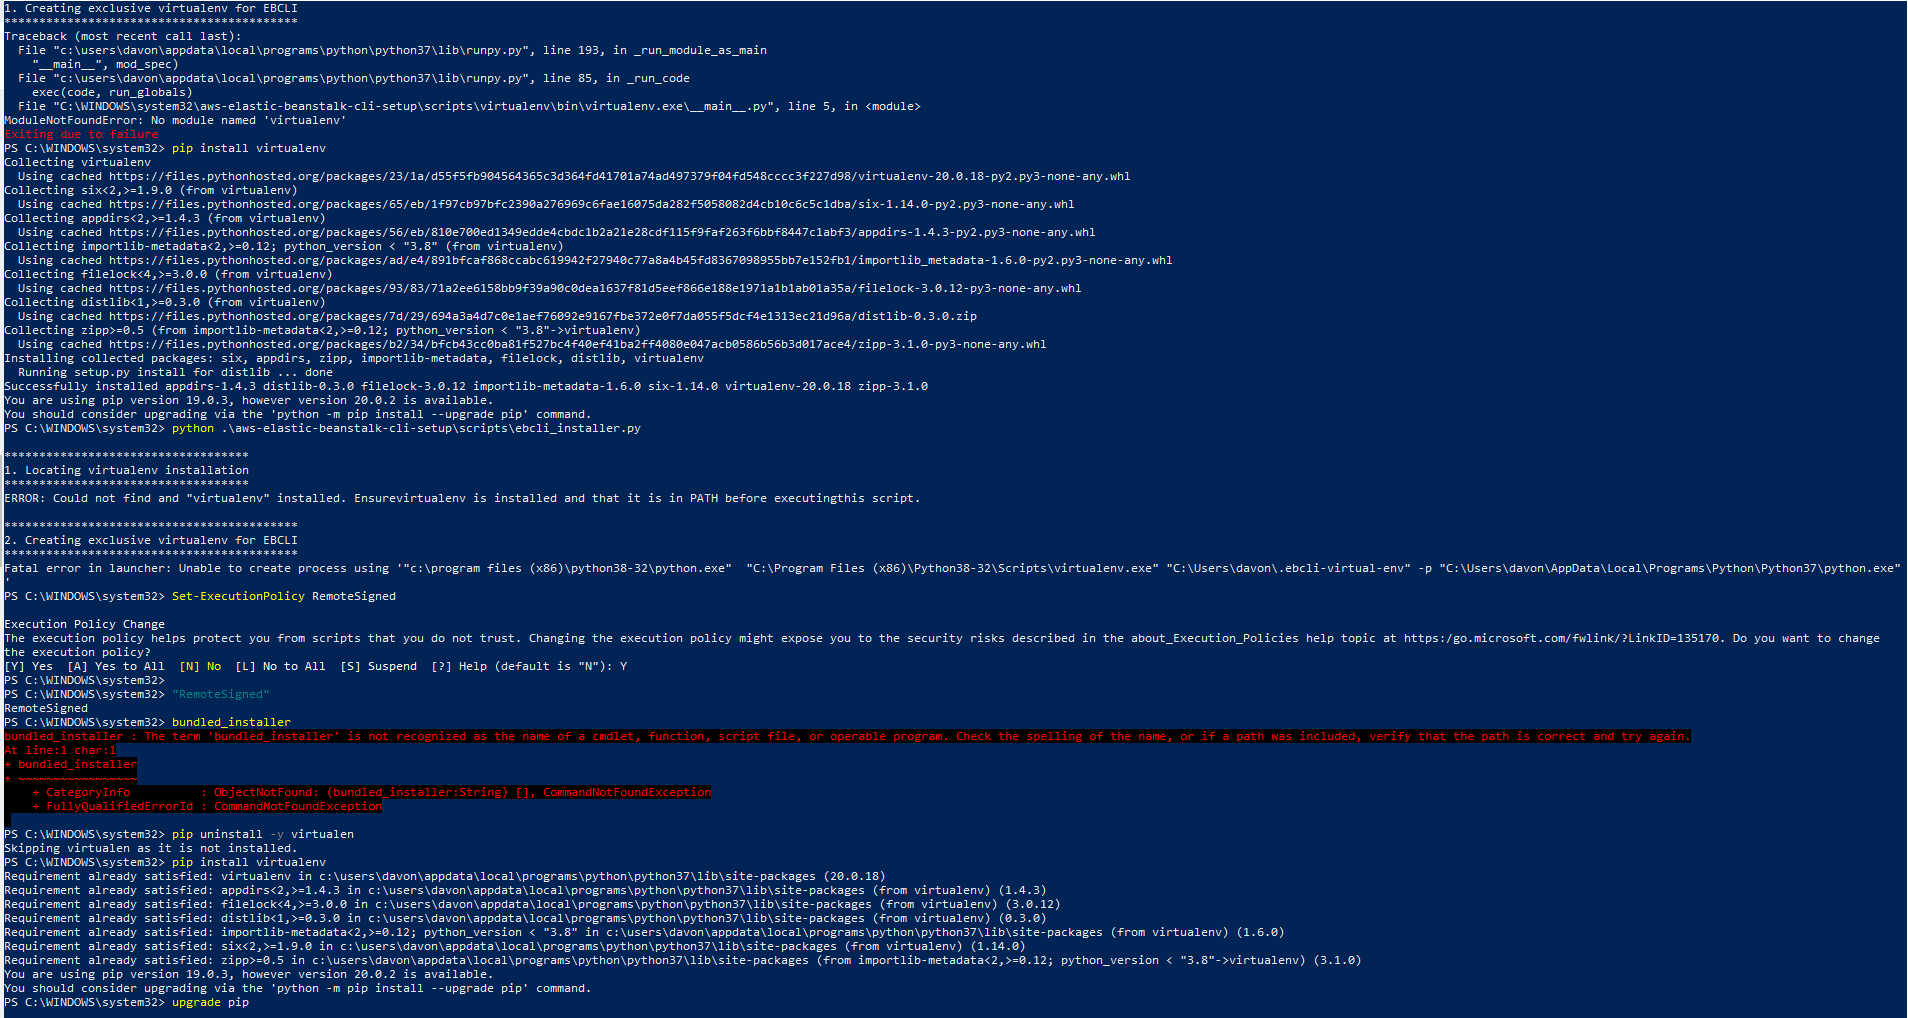 1. Creating exclusive virtualenv for EBCLI
******************************************
Traceback (most recent call last):
  File "c:\users\davon\appdata\local\programs\python\python37\lib\runpy.py", line 193, in _run_module_as_main
    "__main__", mod_spec)
  File "c:\users\davon\appdata\local\programs\python\python37\lib\runpy.py", line 85, in _run_code
    exec(code, run_globals)
  File "C:\WINDOWS\system32\aws-elastic-beanstalk-cli-setup\scripts\virtualenv\bin\virtualenv.exe\__main__.py", line 5, in <module>
ModuleNotFoundError: No module named 'virtualenv'
Exiting due to failure
PS C:\WINDOWS\system32> pip install virtualenv
Collecting virtualenv
  Using cached https://files.pythonhosted.org/packages/23/1a/d55f5fb904564365c3d364fd41701a74ad497379f04fd548cccc3f227d98/virtualenv-20.0.18-py2.py3-none-any.whl
Collecting six<2,>=1.9.0 (from virtualenv)
  Using cached https://files.pythonhosted.org/packages/65/eb/1f97cb97bfc2390a276969c6fae16075da282f5058082d4cb10c6c5c1dba/six-1.14.0-py2.py3-none-any.whl
Collecting appdirs<2,>=1.4.3 (from virtualenv)
  Using cached https://files.pythonhosted.org/packages/56/eb/810e700ed1349edde4cbdc1b2a21e28cdf115f9faf263f6bbf8447c1abf3/appdirs-1.4.3-py2.py3-none-any.whl
Collecting importlib-metadata<2,>=0.12; python_version < "3.8" (from virtualenv)
  Using cached https://files.pythonhosted.org/packages/ad/e4/891bfcaf868ccabc619942f27940c77a8a4b45fd8367098955bb7e152fb1/importlib_metadata-1.6.0-py2.py3-none-any.whl
Collecting filelock<4,>=3.0.0 (from virtualenv)
  Using cached https://files.pythonhosted.org/packages/93/83/71a2ee6158bb9f39a90c0dea1637f81d5eef866e188e1971a1b1ab01a35a/filelock-3.0.12-py3-none-any.whl
Collecting distlib<1,>=0.3.0 (from virtualenv)
  Using cached https://files.pythonhosted.org/packages/7d/29/694a3a4d7c0e1aef76092e9167fbe372e0f7da055f5dcf4e1313ec21d96a/distlib-0.3.0.zip
Collecting zipp>=0.5 (from importlib-metadata<2,>=0.12; python_version < "3.8"->virtualenv)
  Using cached https://files.pythonhosted.org/packages/b2/34/bfcb43cc0ba81f527bc4f40ef41ba2ff4080e047acb0586b56b3d017ace4/zipp-3.1.0-py3-none-any.whl
Installing collected packages: six, appdirs, zipp, importlib-metadata, filelock, distlib, virtualenv
  Running setup.py install for distlib ... done
Successfully installed appdirs-1.4.3 distlib-0.3.0 filelock-3.0.12 importlib-metadata-1.6.0 six-1.14.0 virtualenv-20.0.18 zipp-3.1.0
You are using pip version 19.0.3, however version 20.0.2 is available.
You should consider upgrading via the 'python -m pip install --upgrade pip' command.
PS C:\WINDOWS\system32> python .\aws-elastic-beanstalk-cli-setup\scripts\ebcli_installer.py
***********************************
1. Locating virtualenv installation
***********************************
ERROR: Could not find and "virtualenv" installed. Ensurevirtualenv is installed and that it is in PATH before executingthis script.
******************************************
2. Creating exclusive virtualenv for EBCLI
******************************************
Fatal error in launcher: Unable to create process using '"c:\program files (x86)\python38-32\python.exe"  "C:\Program Files (x86)\Python38-32\Scripts\virtualenv.exe" "C:\Users\davon\.ebcli-virtual-env" -p "C:\Users\davon\AppData\Local\Programs\Python\Python37\python.exe"
'
PS C:\WINDOWS\system32> Set-ExecutionPolicy RemoteSigned
Execution Policy Change
The execution policy helps protect you from scripts that you do not trust. Changing the execution policy might expose you to the security risks described in the about_Execution_Policies help topic at https:/go.microsoft.com/fwlink/?LinkID=135170. Do you want to change
the execution policy?
[Y] Yes  [A] Yes to All  [N] No  [L] No to All  [S] Suspend  [?] Help (default is "N"): Y
PS C:\WINDOWS\system32>
PS C:\WINDOWS\system32> "RemoteSigned"
RemoteSigned
PS C:\WINDOWS\system32> bundled_installer
bundled_installer : The term 'bundled_installer' is not recognized as the name of a cmdlet, function, script file, or operable program. Check the spelling of the name, or if a path was included, verify that the path is correct and try again.
At line:1 char:1
+ bundled_installer
+ ~~~~~~~~~~~~~~~~~
    + CategoryInfo          : ObjectNotFound: (bundled_installer:String) [], CommandNotFoundException
    + FullyQualifiedErrorId : CommandNotFoundException
PS C:\WINDOWS\system32> pip uninstall -y virtualen
Skipping virtualen as it is not installed.
PS C:\WINDOWS\system32> pip install virtualenv
Requirement already satisfied: virtualenv in c:\users\davon\appdata\local\programs\python\python37\lib\site-packages (20.0.18)
Requirement already satisfied: appdirs<2,>=1.4.3 in c:\users\davon\appdata\local\programs\python\python37\lib\site-packages (from virtualenv) (1.4.3)
Requirement already satisfied: filelock<4,>=3.0.0 in c:\users\davon\appdata\local\programs\python\python37\lib\site-packages (from virtualenv) (3.0.12)
Requirement already satisfied: distlib<1,>=0.3.0 in c:\users\davon\appdata\local\programs\python\python37\lib\site-packages (from virtualenv) (0.3.0)
Requirement already satisfied: importlib-metadata<2,>=0.12; python_version < "3.8" in c:\users\davon\appdata\local\programs\python\python37\lib\site-packages (from virtualenv) (1.6.0)
Requirement already satisfied: six<2,>=1.9.0 in c:\users\davon\appdata\local\programs\python\python37\lib\site-packages (from virtualenv) (1.14.0)
Requirement already satisfied: zipp>=0.5 in c:\users\davon\appdata\local\programs\python\python37\lib\site-packages (from importlib-metadata<2,>=0.12; python_version < "3.8"->virtualenv) (3.1.0)
You are using pip version 19.0.3, however version 20.0.2 is available.
You should consider upgrading via the 'python -m pip install --upgrade pip' command.
PS C:\WINDOWS\system32> upgrade pip